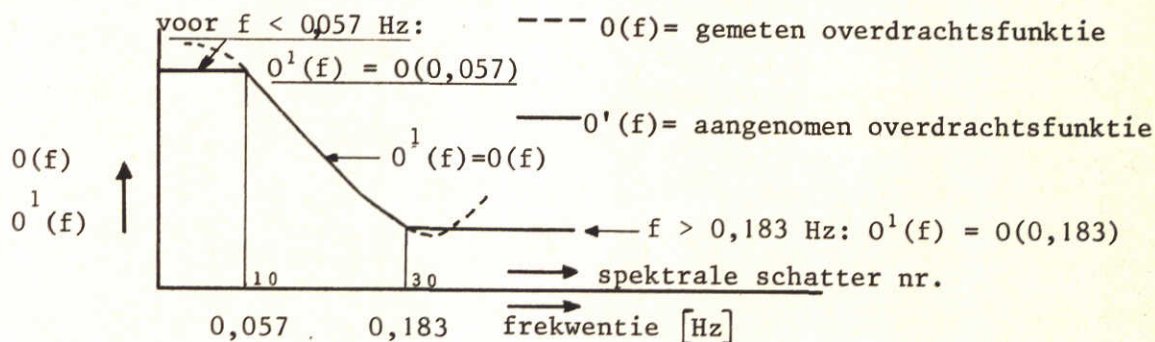 voor f < 0,057 Hz:
O¹(f) = O(0,057)
--- O(f)= gemeten overdrachtsfunktie
—— O'(f)= aangenomen overdrachtsfunktie
O¹(f)=O(f)
O(f)
O¹(f)
f > 0,183 Hz: O¹(f) = O(0,183)
10
30
spektrale schatter nr.
0,057
0,183
frekwentie [Hz]